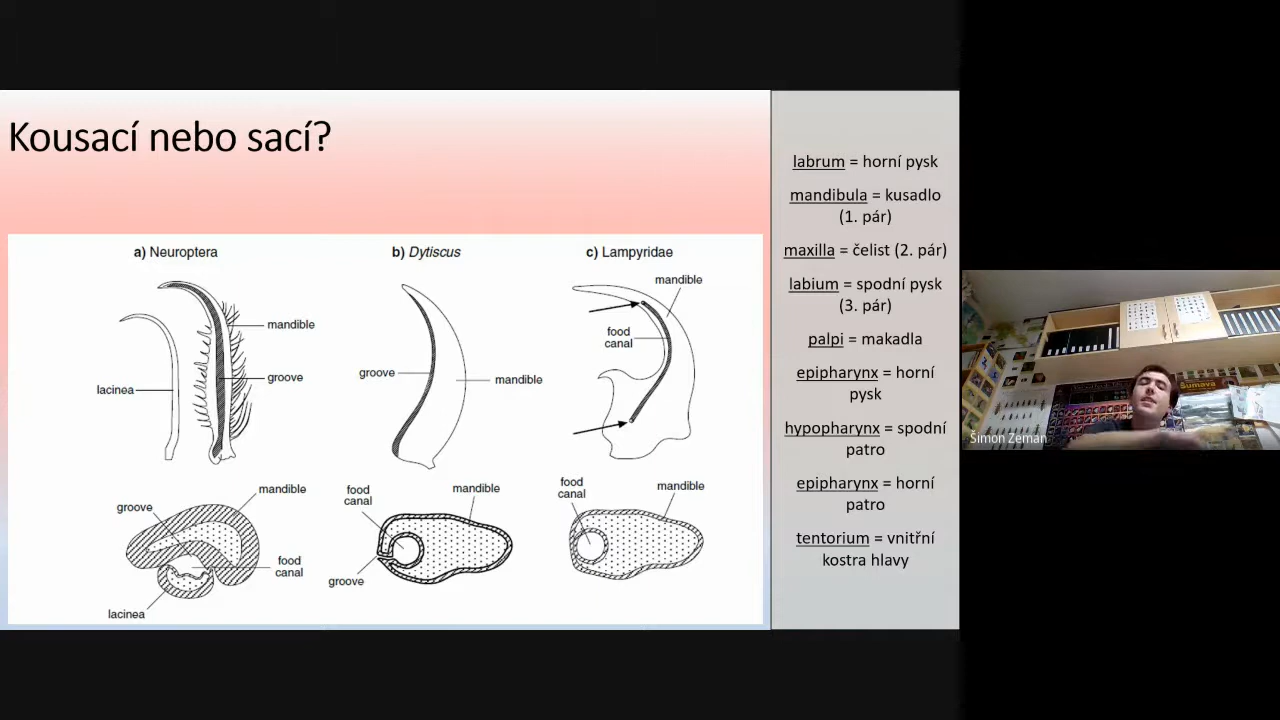 Kousací nebo sací?
a) Neuroptera
b) Dytiscus
c) Lampyridae
mandible
mandible
food
canal
groove
mandible
groove
lacinea
mandible
groove
food
canal
lacinea
food
canal
mandible
groove
food
canal
mandible
labrum = horní pysk
mandibula = kusadlo
(1. pár)
maxilla = čelist (2. pár)
labium = spodní pysk
(3. pár)
palpi = makadla
epipharynx = horní
pysk
hypopharynx = spodní
patro
epipharynx = horní
patro
tentorium = vnitřní
kostra hlavy
Šumava
Šimon Zeman